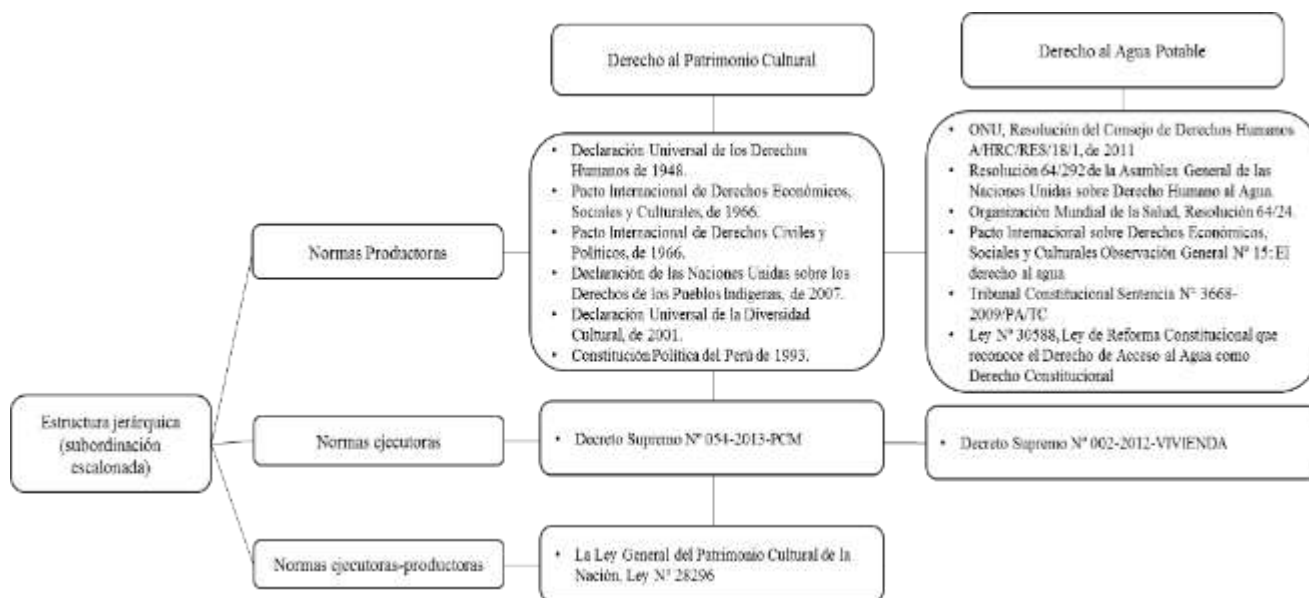 Derecho al Patrimonio Cultural
Derecho al Agua Potable
Estructura jerárquica
(subordinación
escalonada)
Normas Productoras
• Declaración Universal de los Derechos
Humanos de 1948.
• Pacto Internacional de Derechos Económicos,
Sociales y Culturales, de 1966.
• Pacto Internacional de Derechos Civiles y
Políticos, de 1966.
• Declaración de las Naciones Unidas sobre los
Derechos de los Pueblos Indígenas, de 2007.
• Declaración Universal de la Diversidad
Cultural, de 2001.
• Constitución Política del Perú de 1993.
• ONU, Resolución del Consejo de Derechos Humanos
A/HRC/RES/18/1, de 2011
• Resolución 64/292 de la Asamblea General de las
Naciones Unidas sobre Derecho Humano al Agua.
• Organización Mundial de la Salud, Resolución 64/24.
• Pacto Internacional sobre Derechos Económicos,
Sociales y Culturales Observación General Nº 15: El
derecho al agua
• Tribunal Constitucional Sentencia N° 3668-
2009/PA/TC
• Ley Nº 30588, Ley de Reforma Constitucional que
reconoce el Derecho de Acceso al Agua como
Derecho Constitucional
Normas ejecutoras
• Decreto Supremo Nº 054-2013-PCM
• Decreto Supremo Nº 002-2012-VIVIENDA
Normas ejecutoras-productoras
• La Ley General del Patrimonio Cultural de la
Nación. Ley N° 28296